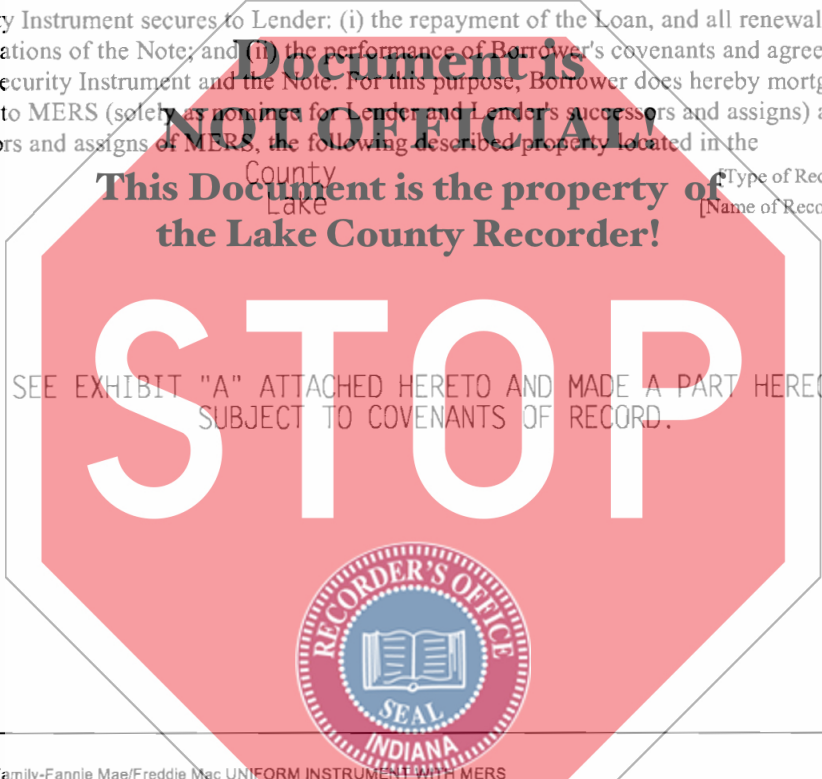 y Instrument secures to Lender: (i) the repayment of the Loan, and all renewal
ations of the Note; and (ii) the performance of Borrower's covenants and agree
ecurity Instrument and the Note. For this purpose, Borrower does hereby mortg
to MERS (solely as nominee for Lender and Lender's successors and assigns) a
rs and assigns of MERS, the following described property located in the
County [Type of Rec
Lake [Name of Reco
Document is
NOT OFFICIAL!
This Document is the property of
the Lake County Recorder!
STOP
SEE EXHIBIT "A" ATTACHED HERETO AND MADE A PART HEREO
SUBJECT TO COVENANTS OF RECORD.
RECORDER'S OFFICE
SEAL
INDIANA
amily-Fannie Mae/Freddie Mac UNIFORM INSTRUMENT WITH MERS